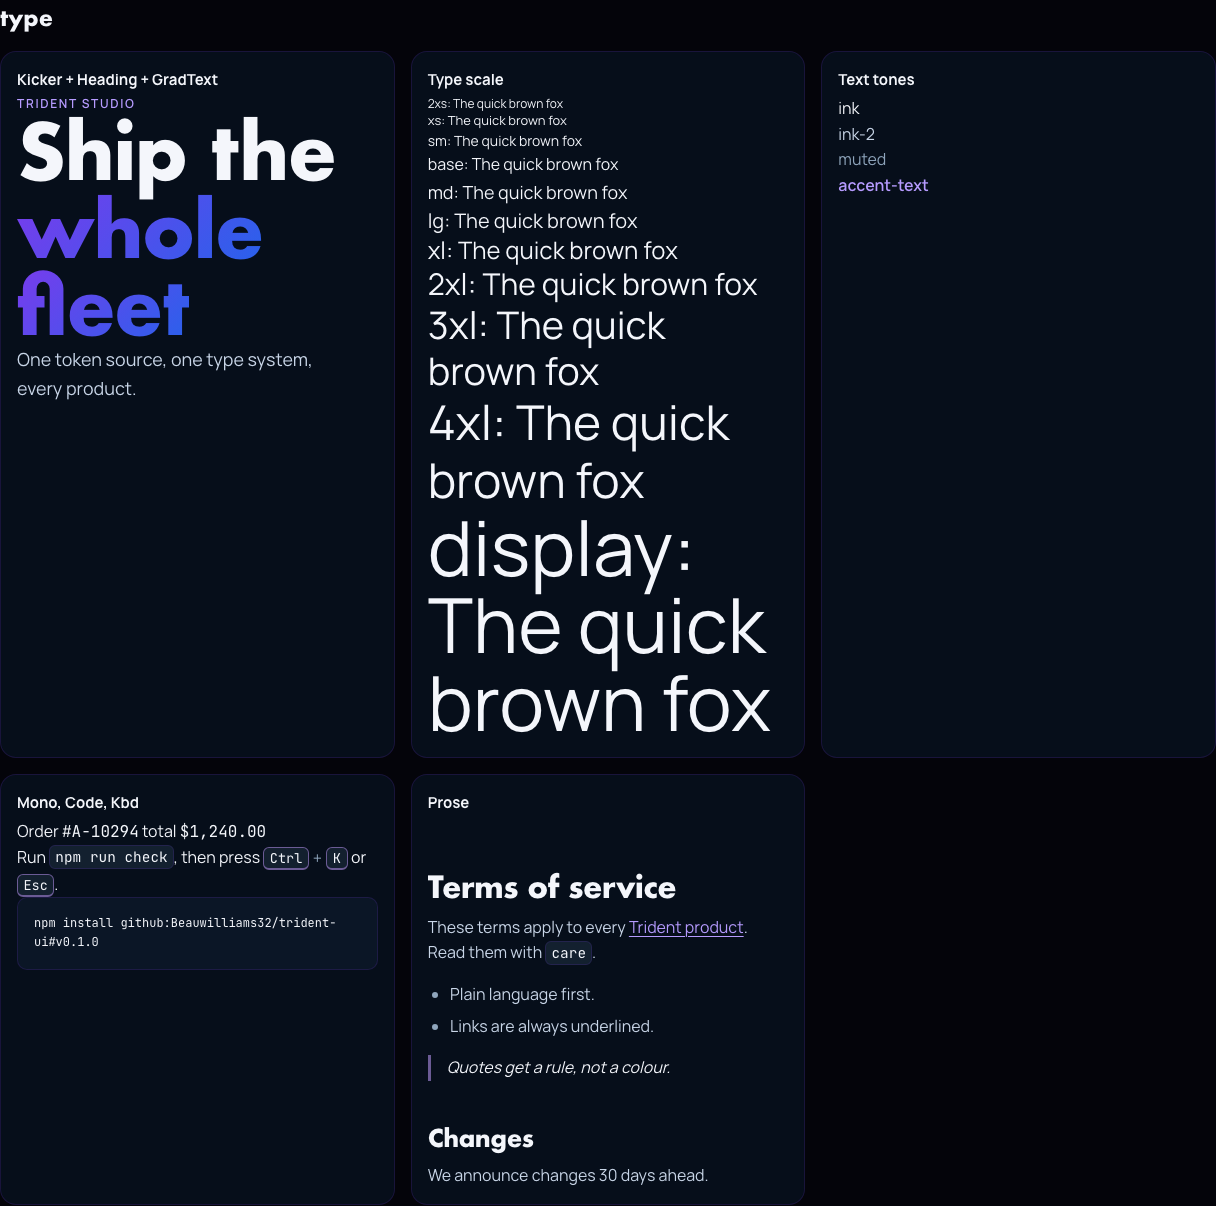 type
Kicker + Heading + GradText
TRIDENT STUDIO
Ship the
whole
fleet
One token source, one type system,
every product.
Type scale
2xs: The quick brown fox
xs: The quick brown fox
sm: The quick brown fox
base: The quick brown fox
md: The quick brown fox
lg: The quick brown fox
xl: The quick brown fox
2xl: The quick brown fox
3xl: The quick
brown fox
4xl: The quick
brown fox
display:
The quick
brown fox
Text tones
ink
ink-2
muted
accent-text
Mono, Code, Kbd
Order #A-10294 total $1,240.00
Run npm run check, then press Ctrl + K or
Esc.
npm install github:Beauwilliams32/trident-
ui#v0.1.0
Prose
Terms of service
These terms apply to every Trident product.
Read them with care.
• Plain language first.
• Links are always underlined.
Quotes get a rule, not a colour.
Changes
We announce changes 30 days ahead.